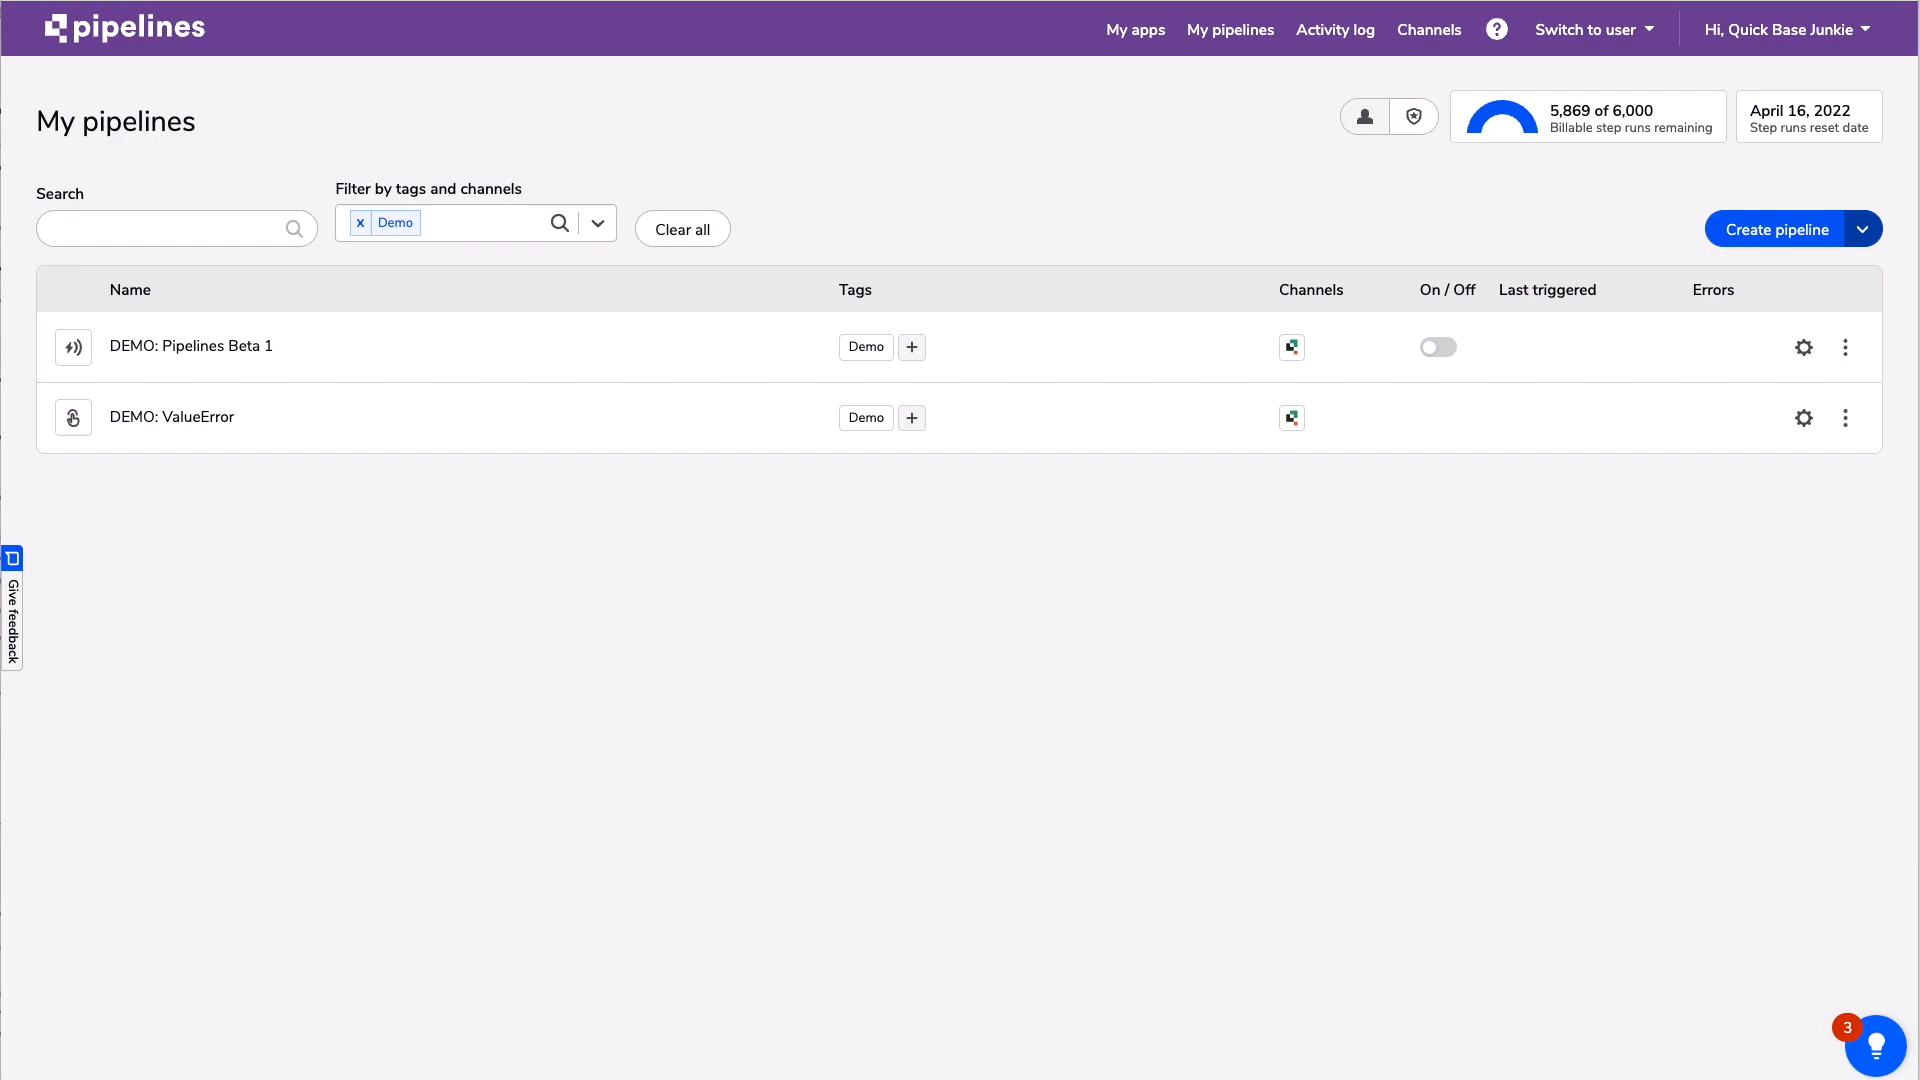 pipelines
My apps My pipelines Activity log Channels ? Switch to user Hi, Quick Base Junkie
My pipelines
5,869 of 6,000
Billable step runs remaining
April 16, 2022
Step runs reset date
Search
Filter by tags and channels
x Demo
Clear all
Create pipeline
Name Tags Channels On / Off Last triggered Errors
DEMO: Pipelines Beta 1 Demo +
DEMO: ValueError Demo +
Give feedback
3